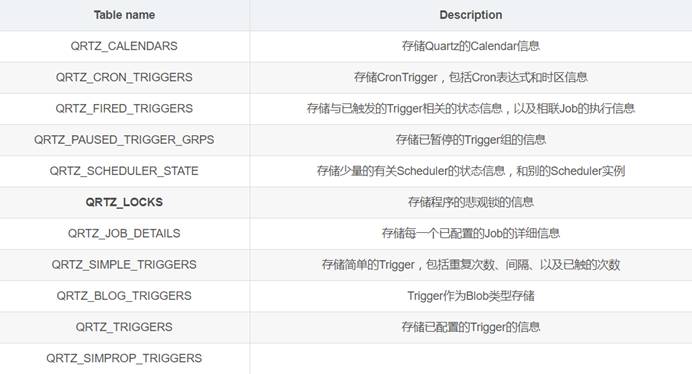 Table name Description
QRTZ_CALENDARS 存储Quartz的Calendar信息
QRTZ_CRON_TRIGGERS 存储CronTrigger，包括Cron表达式和时区信息
QRTZ_FIRED_TRIGGERS 存储与已触发的Trigger相关的状态信息，以及相联Job的执行信息
QRTZ_PAUSED_TRIGGER_GRPS 存储已暂停的Trigger组的信息
QRTZ_SCHEDULER_STATE 存储少量的有关Scheduler的状态信息，和别的Scheduler实例
QRTZ_LOCKS 存储程序的悲观锁的信息
QRTZ_JOB_DETAILS 存储每一个已配置的Job的详细信息
QRTZ_SIMPLE_TRIGGERS 存储简单的Trigger，包括重复次数、间隔、以及已触的次数
QRTZ_BLOG_TRIGGERS Trigger作为Blob类型存储
QRTZ_TRIGGERS 存储已配置的Trigger的信息
QRTZ_SIMPROP_TRIGGERS